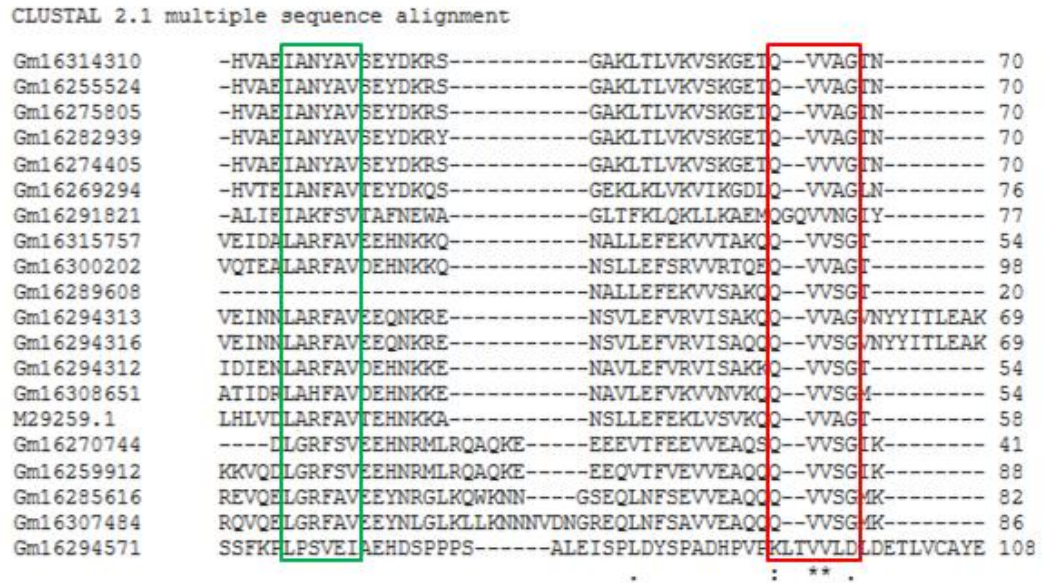 CLUSTAL 2.1 multiple sequence alignment
Gm16314310 -HVAEIANYAVSEYDKRS-----------GAKLTLVKVSKGETQ--VVAGTN-------- 70
Gm16255524 -HVAEIANYAVSEYDKRS-----------GAKLTLVKVSKGETQ--VVAGTN-------- 70
Gm16275805 -HVAEIANYAVSEYDKRS-----------GAKLTLVKVSKGETQ--VVAGTN-------- 70
Gm16282939 -HVAEIANYAVSEYDKRY-----------GAKLTLVKVSKGETQ--VVAGTN-------- 70
Gm16274405 -HVAEIANYAVSEYDKRS-----------GAKLTLVKVSKGETQ--VVVGTN-------- 70
Gm16269294 -HVTEIANFAVTEYDKQS-----------GEKLKLVKVIKGDLQ--VVAGLN-------- 76
Gm16291821 -ALIEIAKFSVTAFNEWA-----------GLTFKLQKLLKAEMQGQVVNGIY-------- 77
Gm16315757 VEIDALARFAVEEHNKKQ-----------NALLEFEKVVTAKQQ--VVSGT--------- 54
Gm16300202 VQTEALARFAVDEHNKKQ-----------NSLLEFSRVVRTQEQ--VVAGT--------- 98
Gm16289608 -----------------------------NALLEFEKVVSAKQQ--VVSGT--------- 20
Gm16294313 VEINNLARFAVEEQNKRE-----------NSVLEFVRVISAKQQ--VVAGVNYYITLEAK 69
Gm16294316 VEINNLARFAVEEQNKRE-----------NSVLEFVRVISAQQQ--VVSGVNYYITLEAK 69
Gm16294312 IDIENLARFAVDEHNKKE-----------NAVLEFVRVISAKKQ--VVSGT--------- 54
Gm16308651 ATIDRLAHFAVDEHNKKE-----------NAVLEFVKVVNVKQQ--VVSGM--------- 54
M29259.1 LHLVDLARFAVTEHNKKA-----------NSLLEFEKLVSVKQQ--VVAGT--------- 58
Gm16270744 ----DLGRFSVEEHNRMLRQAQKE-----EEEVTFEEVVEAQSQ--VVSGIK-------- 41
Gm16259912 KKVQDLGRFSVEEHNRMLRQAQKE-----EEQVTFVEVVEAQQQ--VVSGIK-------- 88
Gm16285616 REVQELGRFAVEEYNRGLKQWKNN----GSEQLNFSEVVEAQQQ--VVSGMK-------- 82
Gm16307484 RQVQELGRFAVEEYNLGLKLLKNNNVDNGREQLNFSAVVEAQQQ--VVSGMK-------- 86
Gm16294571 SSFKPLPSVEIAEHDSPPPS------ALEISPLDYSPADHPVPKLTVVLDLDETLVCAYE 108
. : ** .